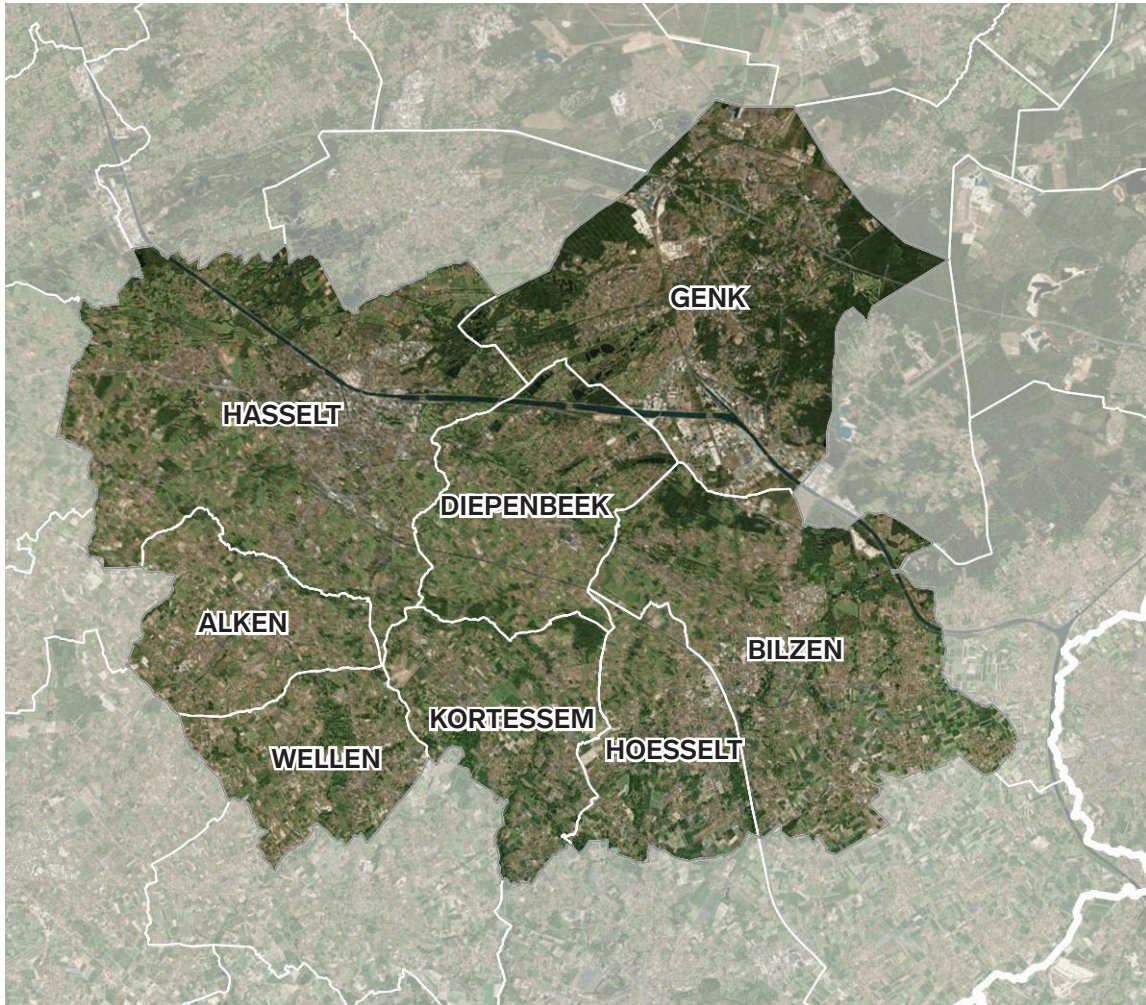 GENK
HASSELT
DIEPENBEEK
ALKEN
BILZEN
KORTESSEM
HOESSELT
WELLEN